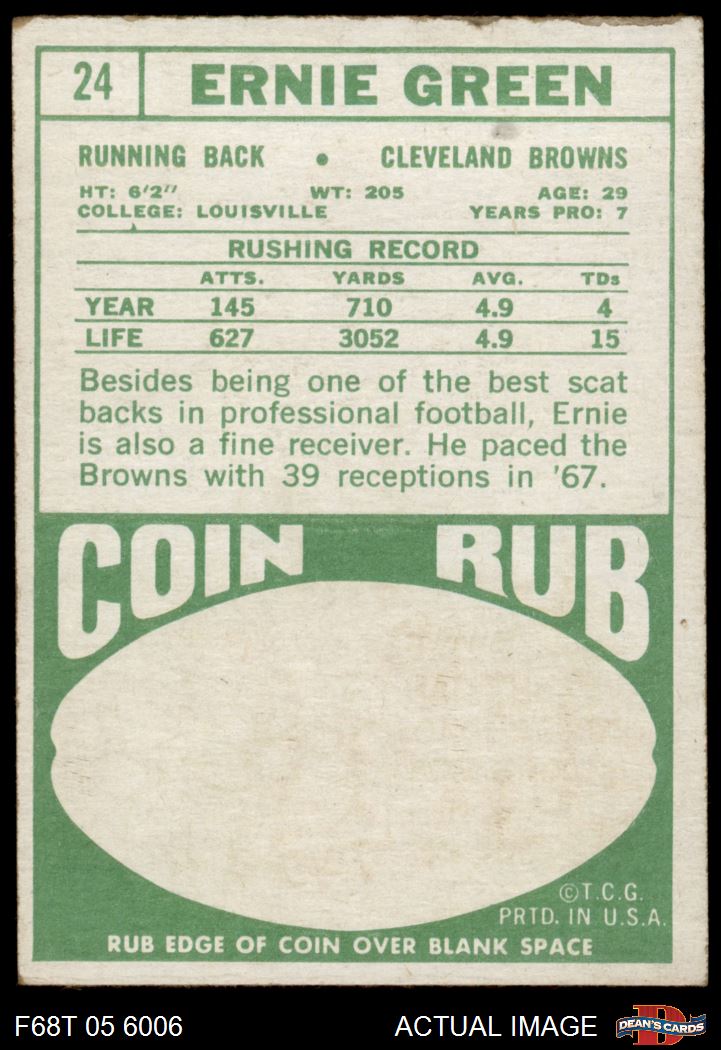 24 ERNIE GREEN
RUNNING BACK • CLEVELAND BROWNS
HT: 6'2" WT: 205 AGE: 29
COLLEGE: LOUISVILLE YEARS PRO: 7
RUSHING RECORD
ATTS. YARDS AVG. TDs
YEAR 145 710 4.9 4
LIFE 627 3052 4.9 15
Besides being one of the best scat
backs in professional football, Ernie
is also a fine receiver. He paced the
Browns with 39 receptions in '67.
COIN RUB
©T.C.G.
PRTD. IN U.S.A.
RUB EDGE OF COIN OVER BLANK SPACE
F68T 05 6006 ACTUAL IMAGE
D
DEAN'S CARDS